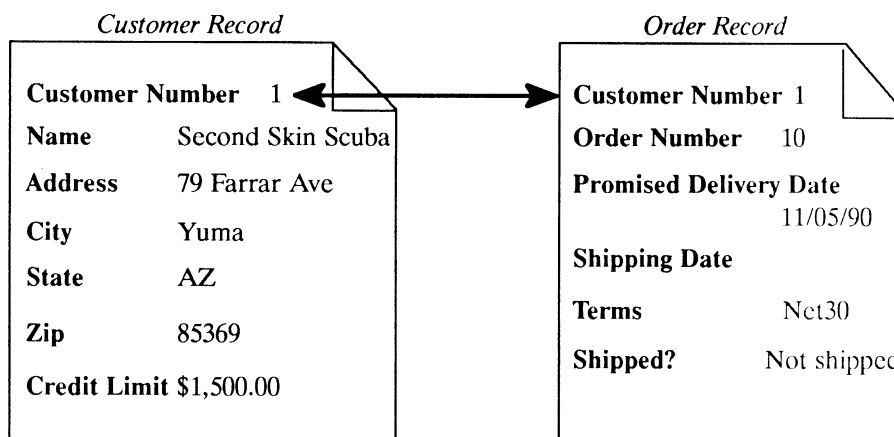 Customer Record
Customer Number 1
Name Second Skin Scuba
Address 79 Farrar Ave
City Yuma
State AZ
Zip 85369
Credit Limit $1,500.00
Order Record
Customer Number 1
Order Number 10
Promised Delivery Date
11/05/90
Shipping Date
Terms Net30
Shipped? Not shipped